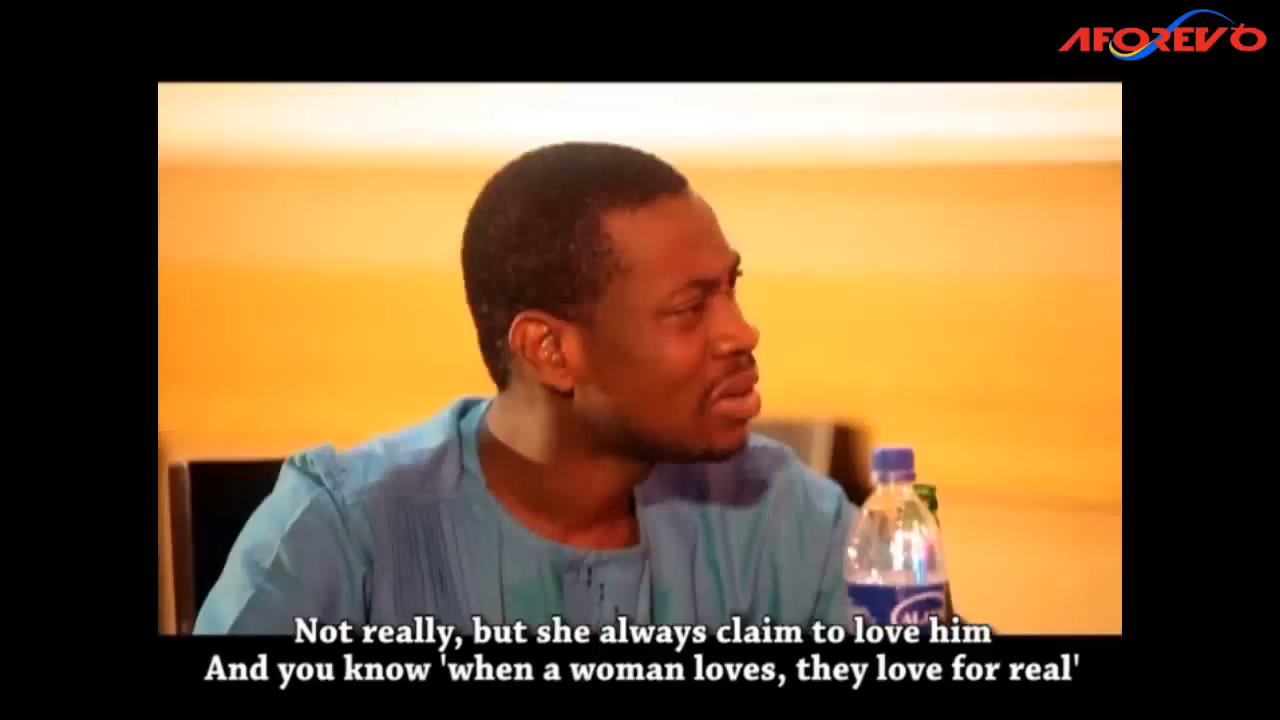 AFOREVO
Not really, but she always claim to love him
And you know 'when a woman loves, they love for real'